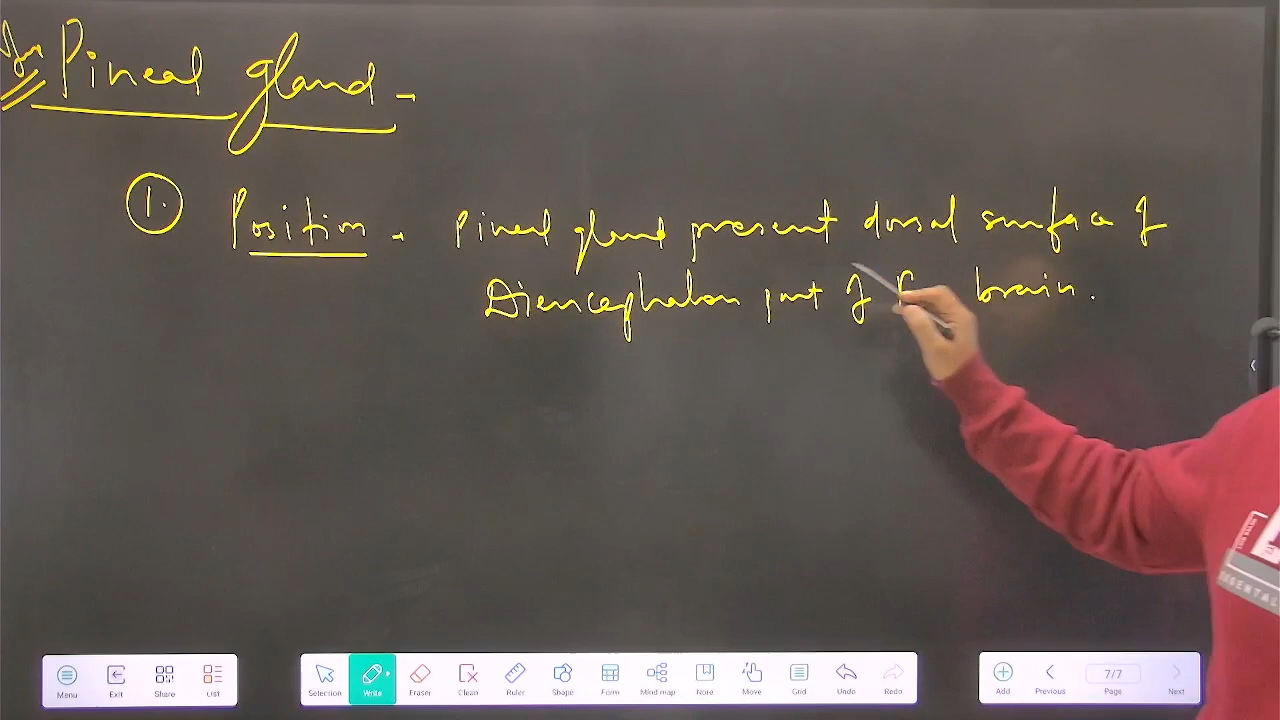 Pineal gland -
1. Position - Pineal gland present dorsal surface of
Diencephalon part of brain.
Menu
Exit
Share
List
Selection
Write
Eraser
Clean
Ruler
Shape
Form
Mind map
Note
Move
Grid
Undo
Redo
Add
Previous
7/7
Page
Next